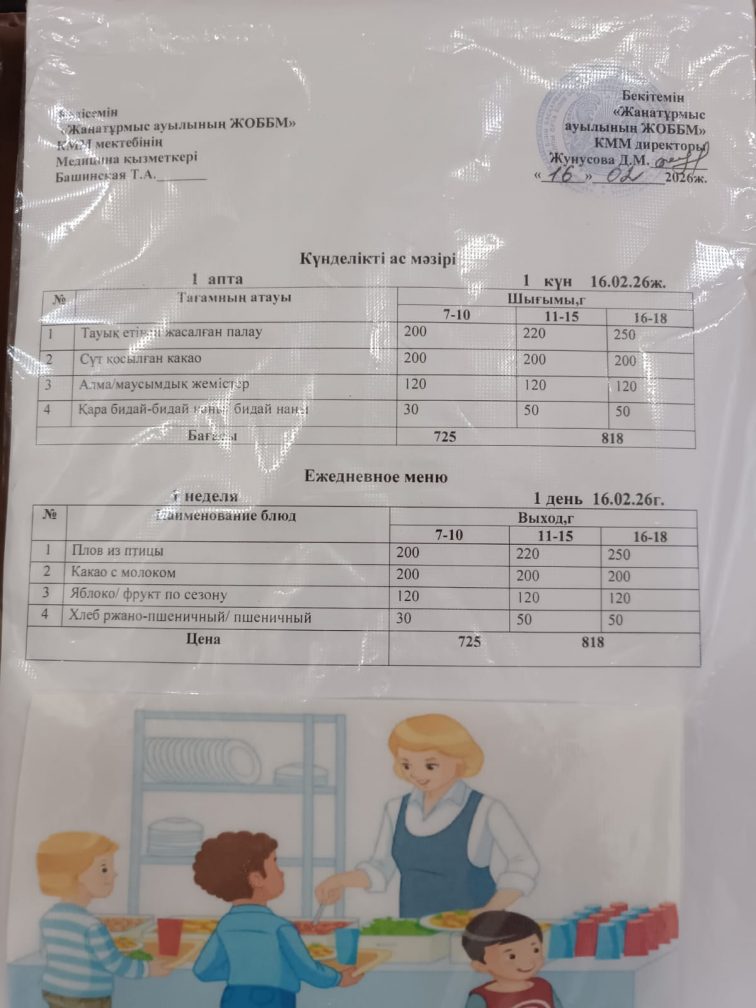 Келісемін
«Жанатұрмыс ауылының ЖОББМ»
КММ мектебінің
Медицина қызметкері
Башинская Т.А.
Бекітемін
«Жанатұрмыс
ауылының ЖОББМ»
КММ директоры
Жунусова Д.М.
« 16 » 02 2026ж.
Күнделікті ас мәзірі
1 апта 1 күн 16.02.26ж.
№ Тағамның атауы Шығымы,г
7-10 11-15 16-18
1 Тауық етінен жасалған палау 200 220 250
2 Сүт қосылған какао 200 200 200
3 Алма/маусымдық жемістер 120 120 120
4 Қара бидай-бидай наны/ бидай наны 30 50 50
Бағасы 725 818
Ежедневное меню
1 неделя 1 день 16.02.26г.
№ Наименование блюд Выход,г
7-10 11-15 16-18
1 Плов из птицы 200 220 250
2 Какао с молоком 200 200 200
3 Яблоко/ фрукт по сезону 120 120 120
4 Хлеб ржано-пшеничный/ пшеничный 30 50 50
Цена 725 818